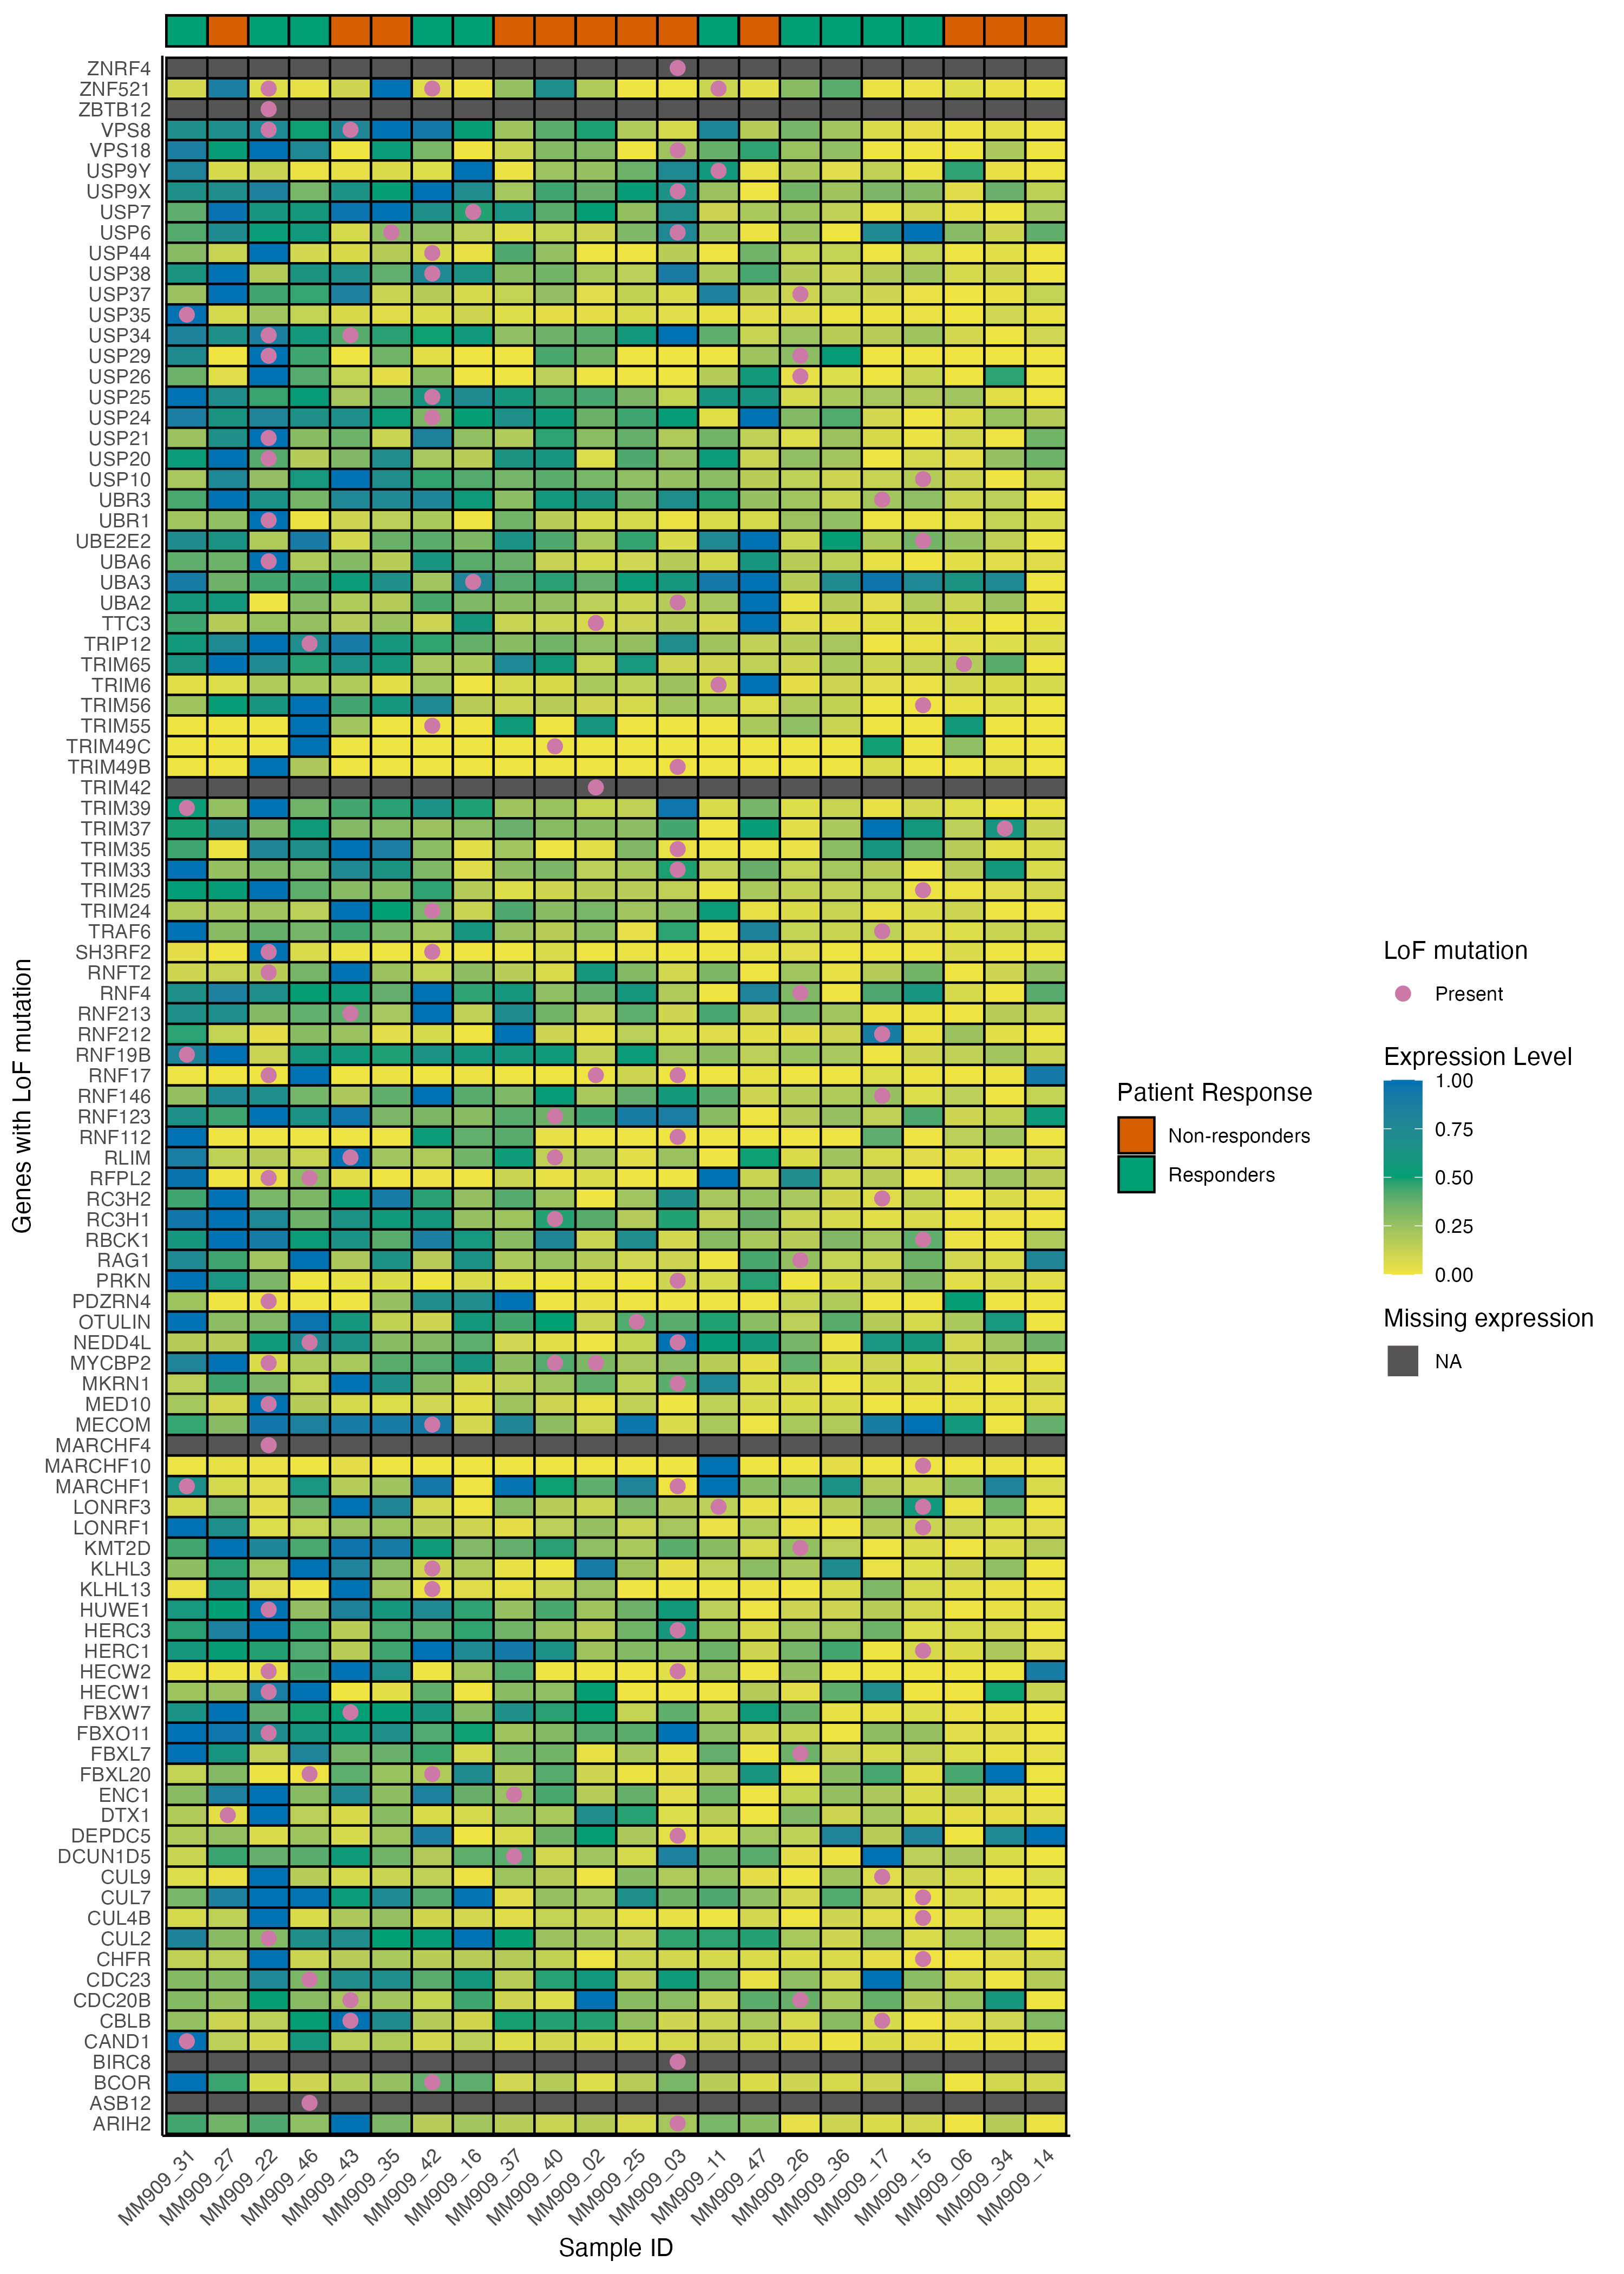 ZNRF4
ZNF521
ZBTB12
VPS8
VPS18
USP9Y
USP9X
USP7
USP6
USP44
USP38
USP37
USP35
USP34
USP29
USP26
USP25
USP24
USP21
USP20
USP10
UBR3
UBR1
UBE2E2
UBA6
UBA3
UBA2
TTC3
TRIP12
TRIM65
TRIM6
TRIM56
TRIM55
TRIM49C
TRIM49B
TRIM42
TRIM39
TRIM37
TRIM35
TRIM33
TRIM25
TRIM24
TRAF6
SH3RF2
RNFT2
RNF4
RNF213
RNF212
RNF19B
RNF17
RNF146
RNF123
RNF112
RLIM
RFPL2
RC3H2
RC3H1
RBCK1
RAG1
PRKN
PDZRN4
OTULIN
NEDD4L
MYCBP2
MKRN1
MED10
MECOM
MARCHF4
MARCHF10
MARCHF1
LONRF3
LONRF1
KMT2D
KLHL3
KLHL13
HUWE1
HERC3
HERC1
HECW2
HECW1
FBXW7
FBXO11
FBXL7
FBXL20
ENC1
DTX1
DEPDC5
DCUN1D5
CUL9
CUL7
CUL4B
CUL2
CHFR
CDC23
CDC20B
CBLB
CAND1
BIRC8
BCOR
ASB12
ARIH2
Genes with LoF mutation
MM909_31
MM909_27
MM909_22
MM909_46
MM909_43
MM909_35
MM909_42
MM909_16
MM909_37
MM909_40
MM909_02
MM909_25
MM909_03
MM909_11
MM909_47
MM909_26
MM909_36
MM909_17
MM909_15
MM909_06
MM909_34
MM909_14
Sample ID
Patient Response
Non-responders
Responders
LoF mutation
Present
Expression Level
1.00
0.75
0.50
0.25
0.00
Missing expression
NA